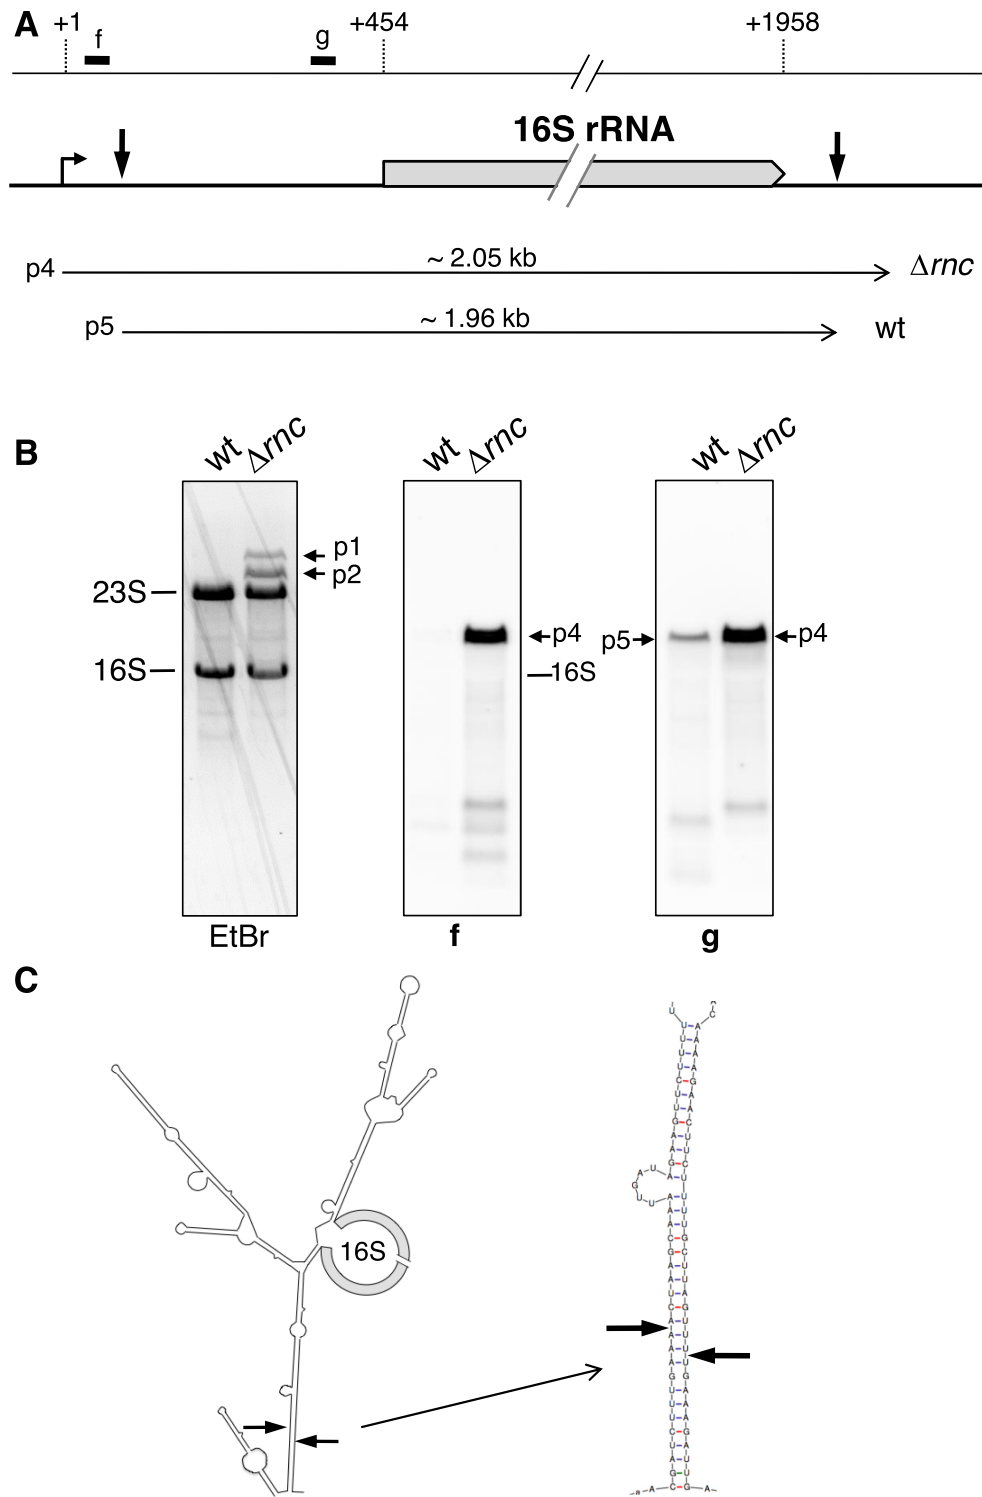 A
+1
f
g
+454
+1958
16S rRNA
p4
~ 2.05 kb
Δrnc
p5
~ 1.96 kb
wt
B
wt Δrnc
wt Δrnc
wt Δrnc
p1
p2
23S
16S
p4
16S
p5
p4
EtBr
f
g
C
16S